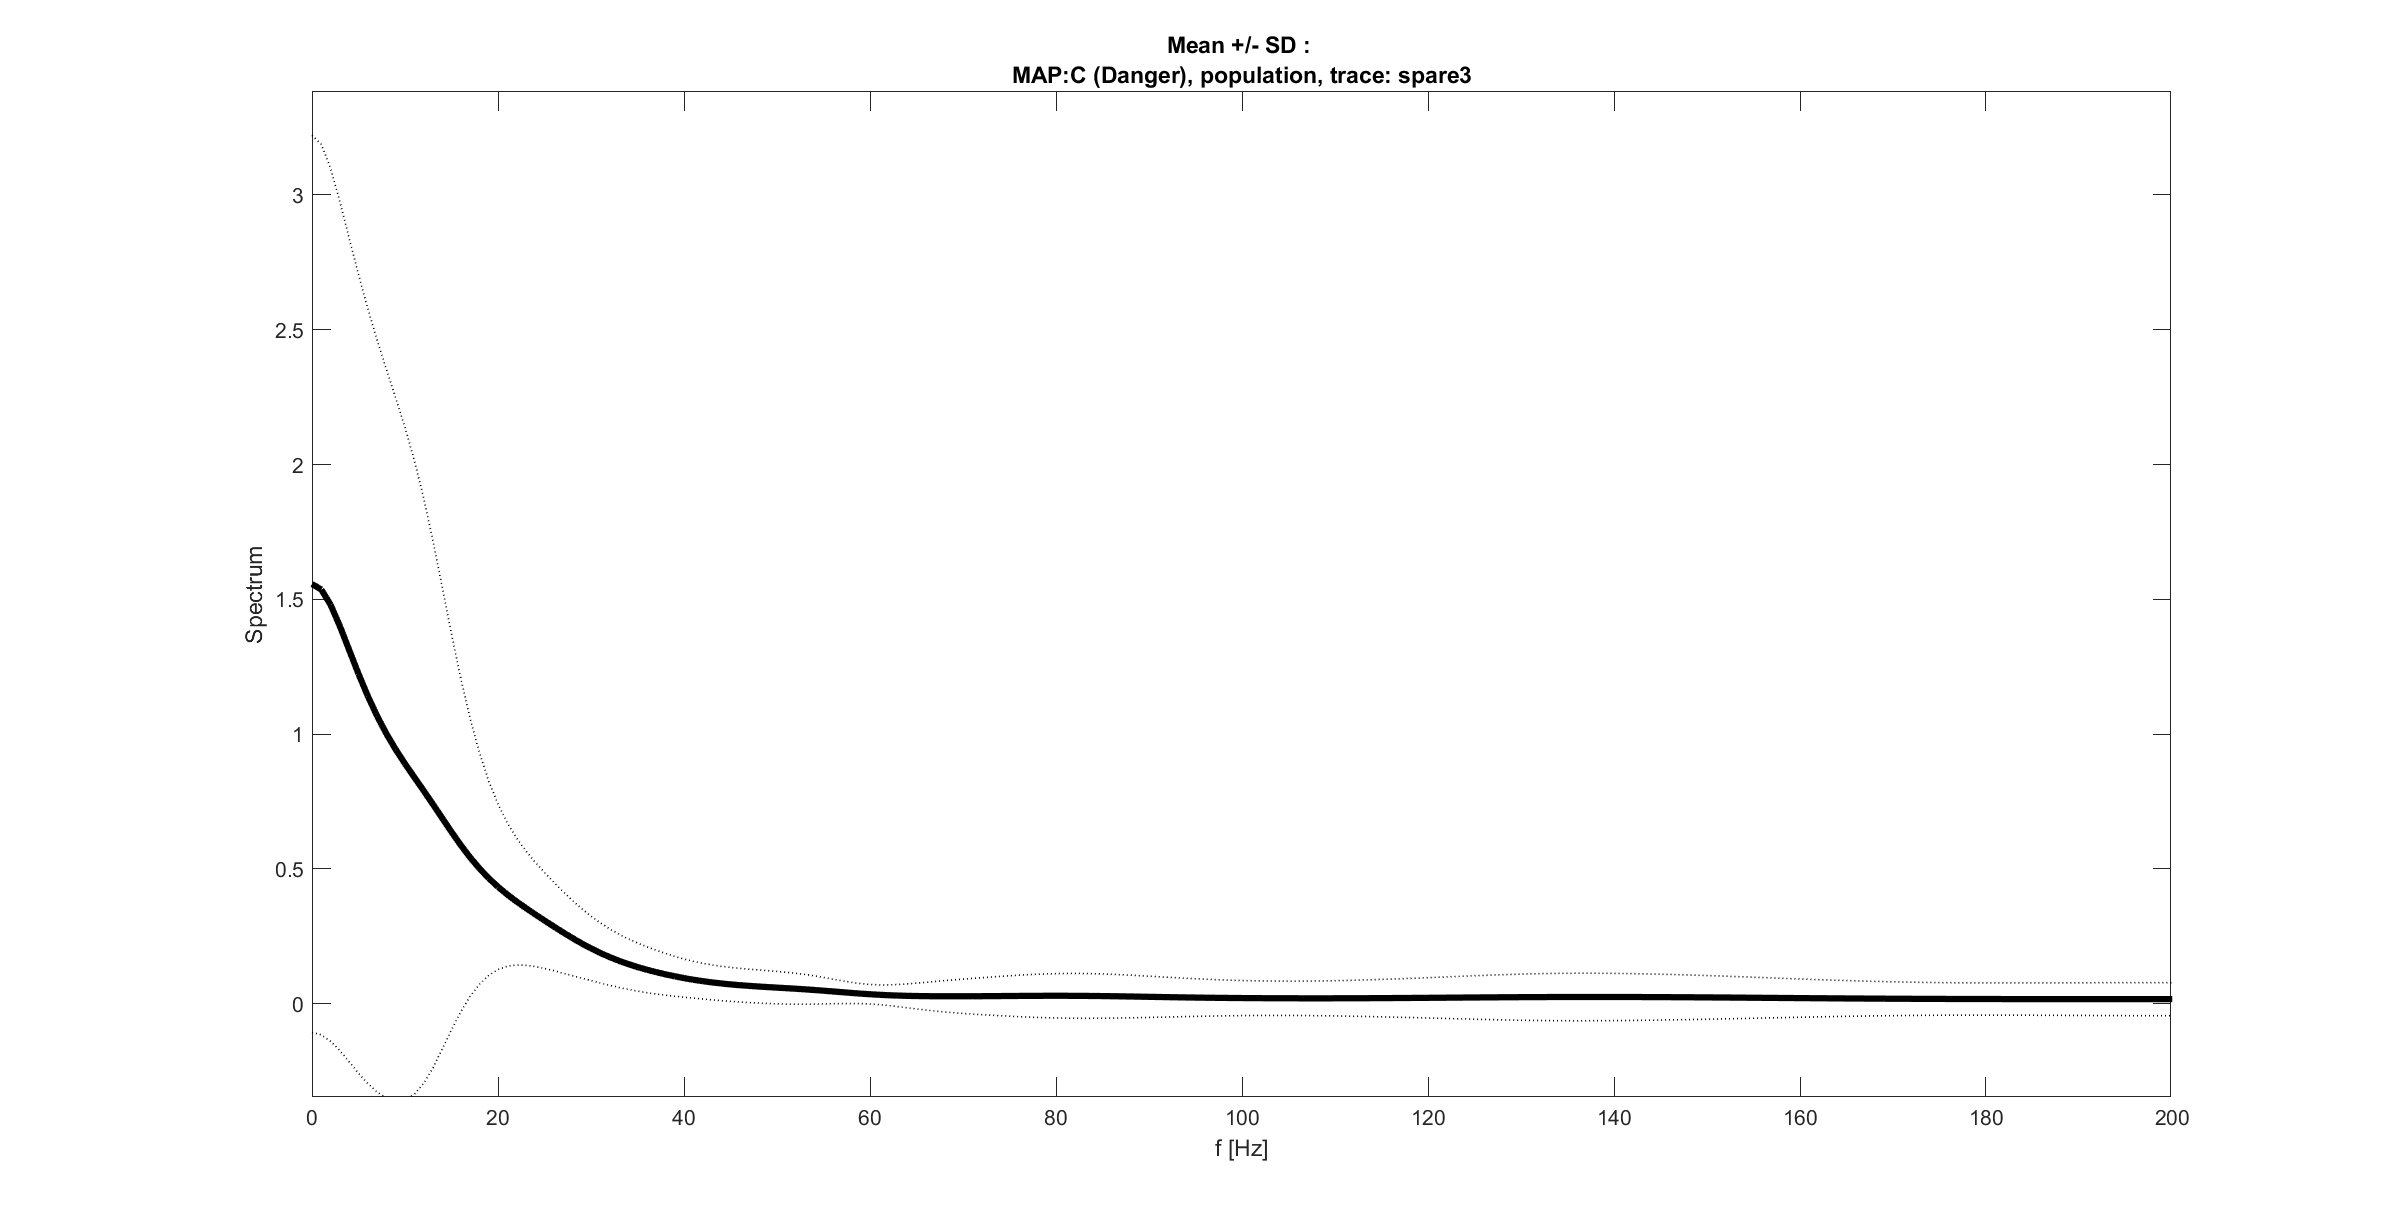 Mean +/- SD :
MAP:C (Danger), population, trace: spare3
3
2.5
2
1.5
1
0.5
0
Spectrum
0 20 40 60 80 100 120 140 160 180 200
f [Hz]